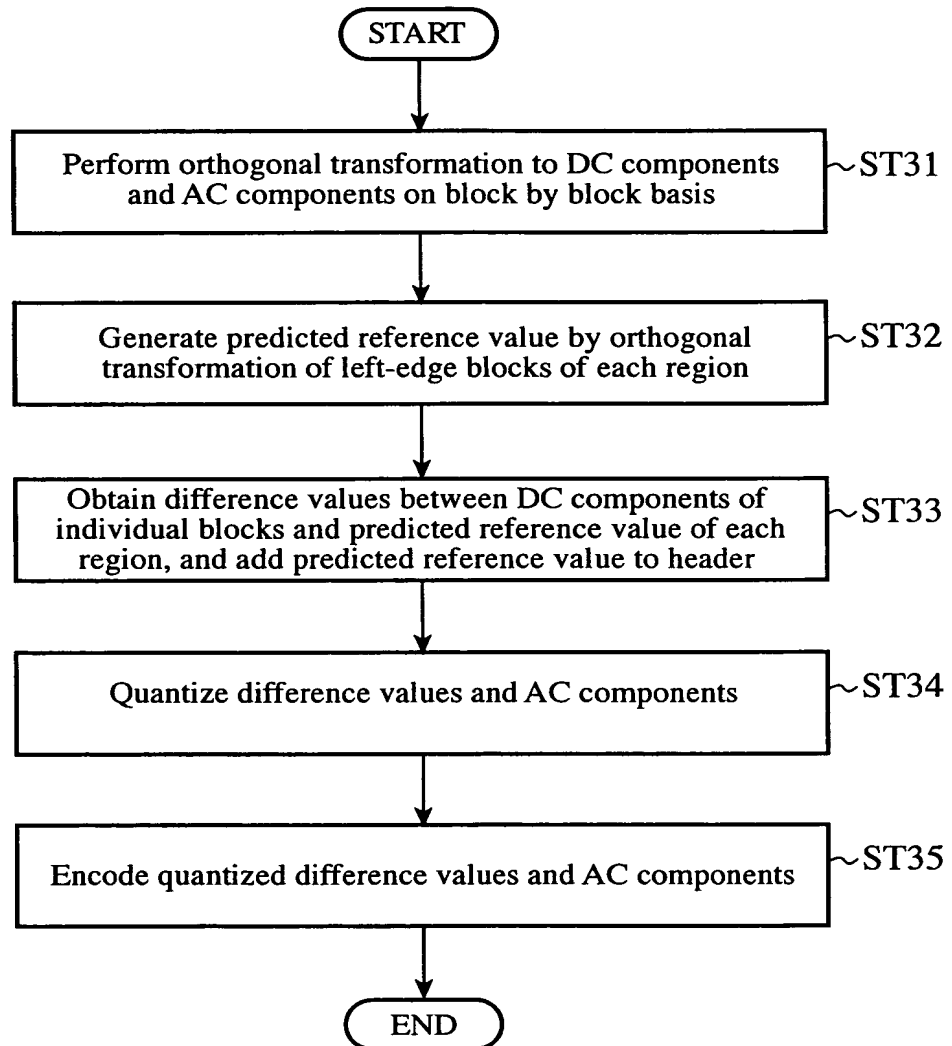 START
Perform orthogonal transformation to DC components
and AC components on block by block basis
ST31
Generate predicted reference value by orthogonal
transformation of left-edge blocks of each region
ST32
Obtain difference values between DC components of
individual blocks and predicted reference value of each
region, and add predicted reference value to header
ST33
Quantize difference values and AC components
ST34
Encode quantized difference values and AC components
ST35
END